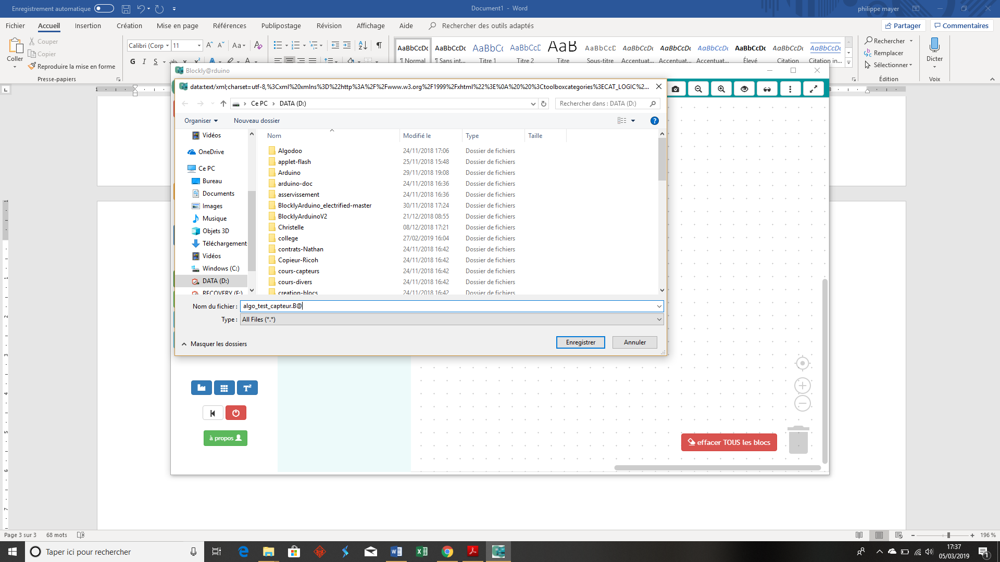 Enregistrement automatique
Document1 - Word
philippe mayer
Fichier Accueil Insertion Création Mise en page Références Publipostage Révision Affichage Aide Rechercher des outils adaptés
Partager Commentaires
Coller
Couper
Copier
Reproduire la mise en forme
Presse-papiers
Calibri (Corp 11
G I S
AaBbCcDc AaBbCcDc AaBbCc AaBbCcC AaB AaBbCcD AaBbCcDc AaBbCcDc AaBbCcDc AaBbCcDc AaBbCcDc AaBbCcDc
¶ Normal ¶ Sans int... Titre 1 Titre 2 Titre Sous-titre Accentuat... Accentuat... Accentuat... Élevé Citation Citation in...
Rechercher
Remplacer
Sélectionner
Édition
Dicter
Voix
Blockly@rduino
data:text/xml;charset=utf-8,%3Cxml%20xmlns%3D%22http%3A%2F%2Fwww.w3.org%2F1999%2Fxhtml%22%3E%0A%20%20%3Ctoolboxcategories%3ECAT_LOGIC%2...
Ce PC DATA (D:)
Rechercher dans : DATA (D:)
Organiser Nouveau dossier
Vidéos
OneDrive
Ce PC
Bureau
Documents
Images
Musique
Objets 3D
Téléchargement
Vidéos
Windows (C:)
DATA (D:)
RECOVERY (E:)
Nom Modifié le Type Taille
Algodoo 24/11/2018 17:06 Dossier de fichiers
applet-flash 25/11/2018 15:48 Dossier de fichiers
Arduino 29/11/2018 19:08 Dossier de fichiers
arduino-doc 24/11/2018 16:36 Dossier de fichiers
asservissement 24/11/2018 16:36 Dossier de fichiers
BlocklyArduino_electrified-master 30/11/2018 17:24 Dossier de fichiers
BlocklyArduinoV2 21/12/2018 08:55 Dossier de fichiers
Christelle 08/12/2018 17:21 Dossier de fichiers
college 27/02/2019 16:04 Dossier de fichiers
contrats-Nathan 24/11/2018 16:42 Dossier de fichiers
Copieur-Ricoh 24/11/2018 16:42 Dossier de fichiers
cours-capteurs 24/11/2018 16:42 Dossier de fichiers
cours-divers 24/11/2018 16:42 Dossier de fichiers
creation-blocs 24/11/2018 16:42 Dossier de fichiers
Nom du fichier : algo_test_capteur.B@
Type : All Files (*.*)
Masquer les dossiers
Enregistrer Annuler
à propos
effacer TOUS les blocs
Page 3 sur 3 68 mots
196 %
Taper ici pour rechercher
17:37
05/03/2019